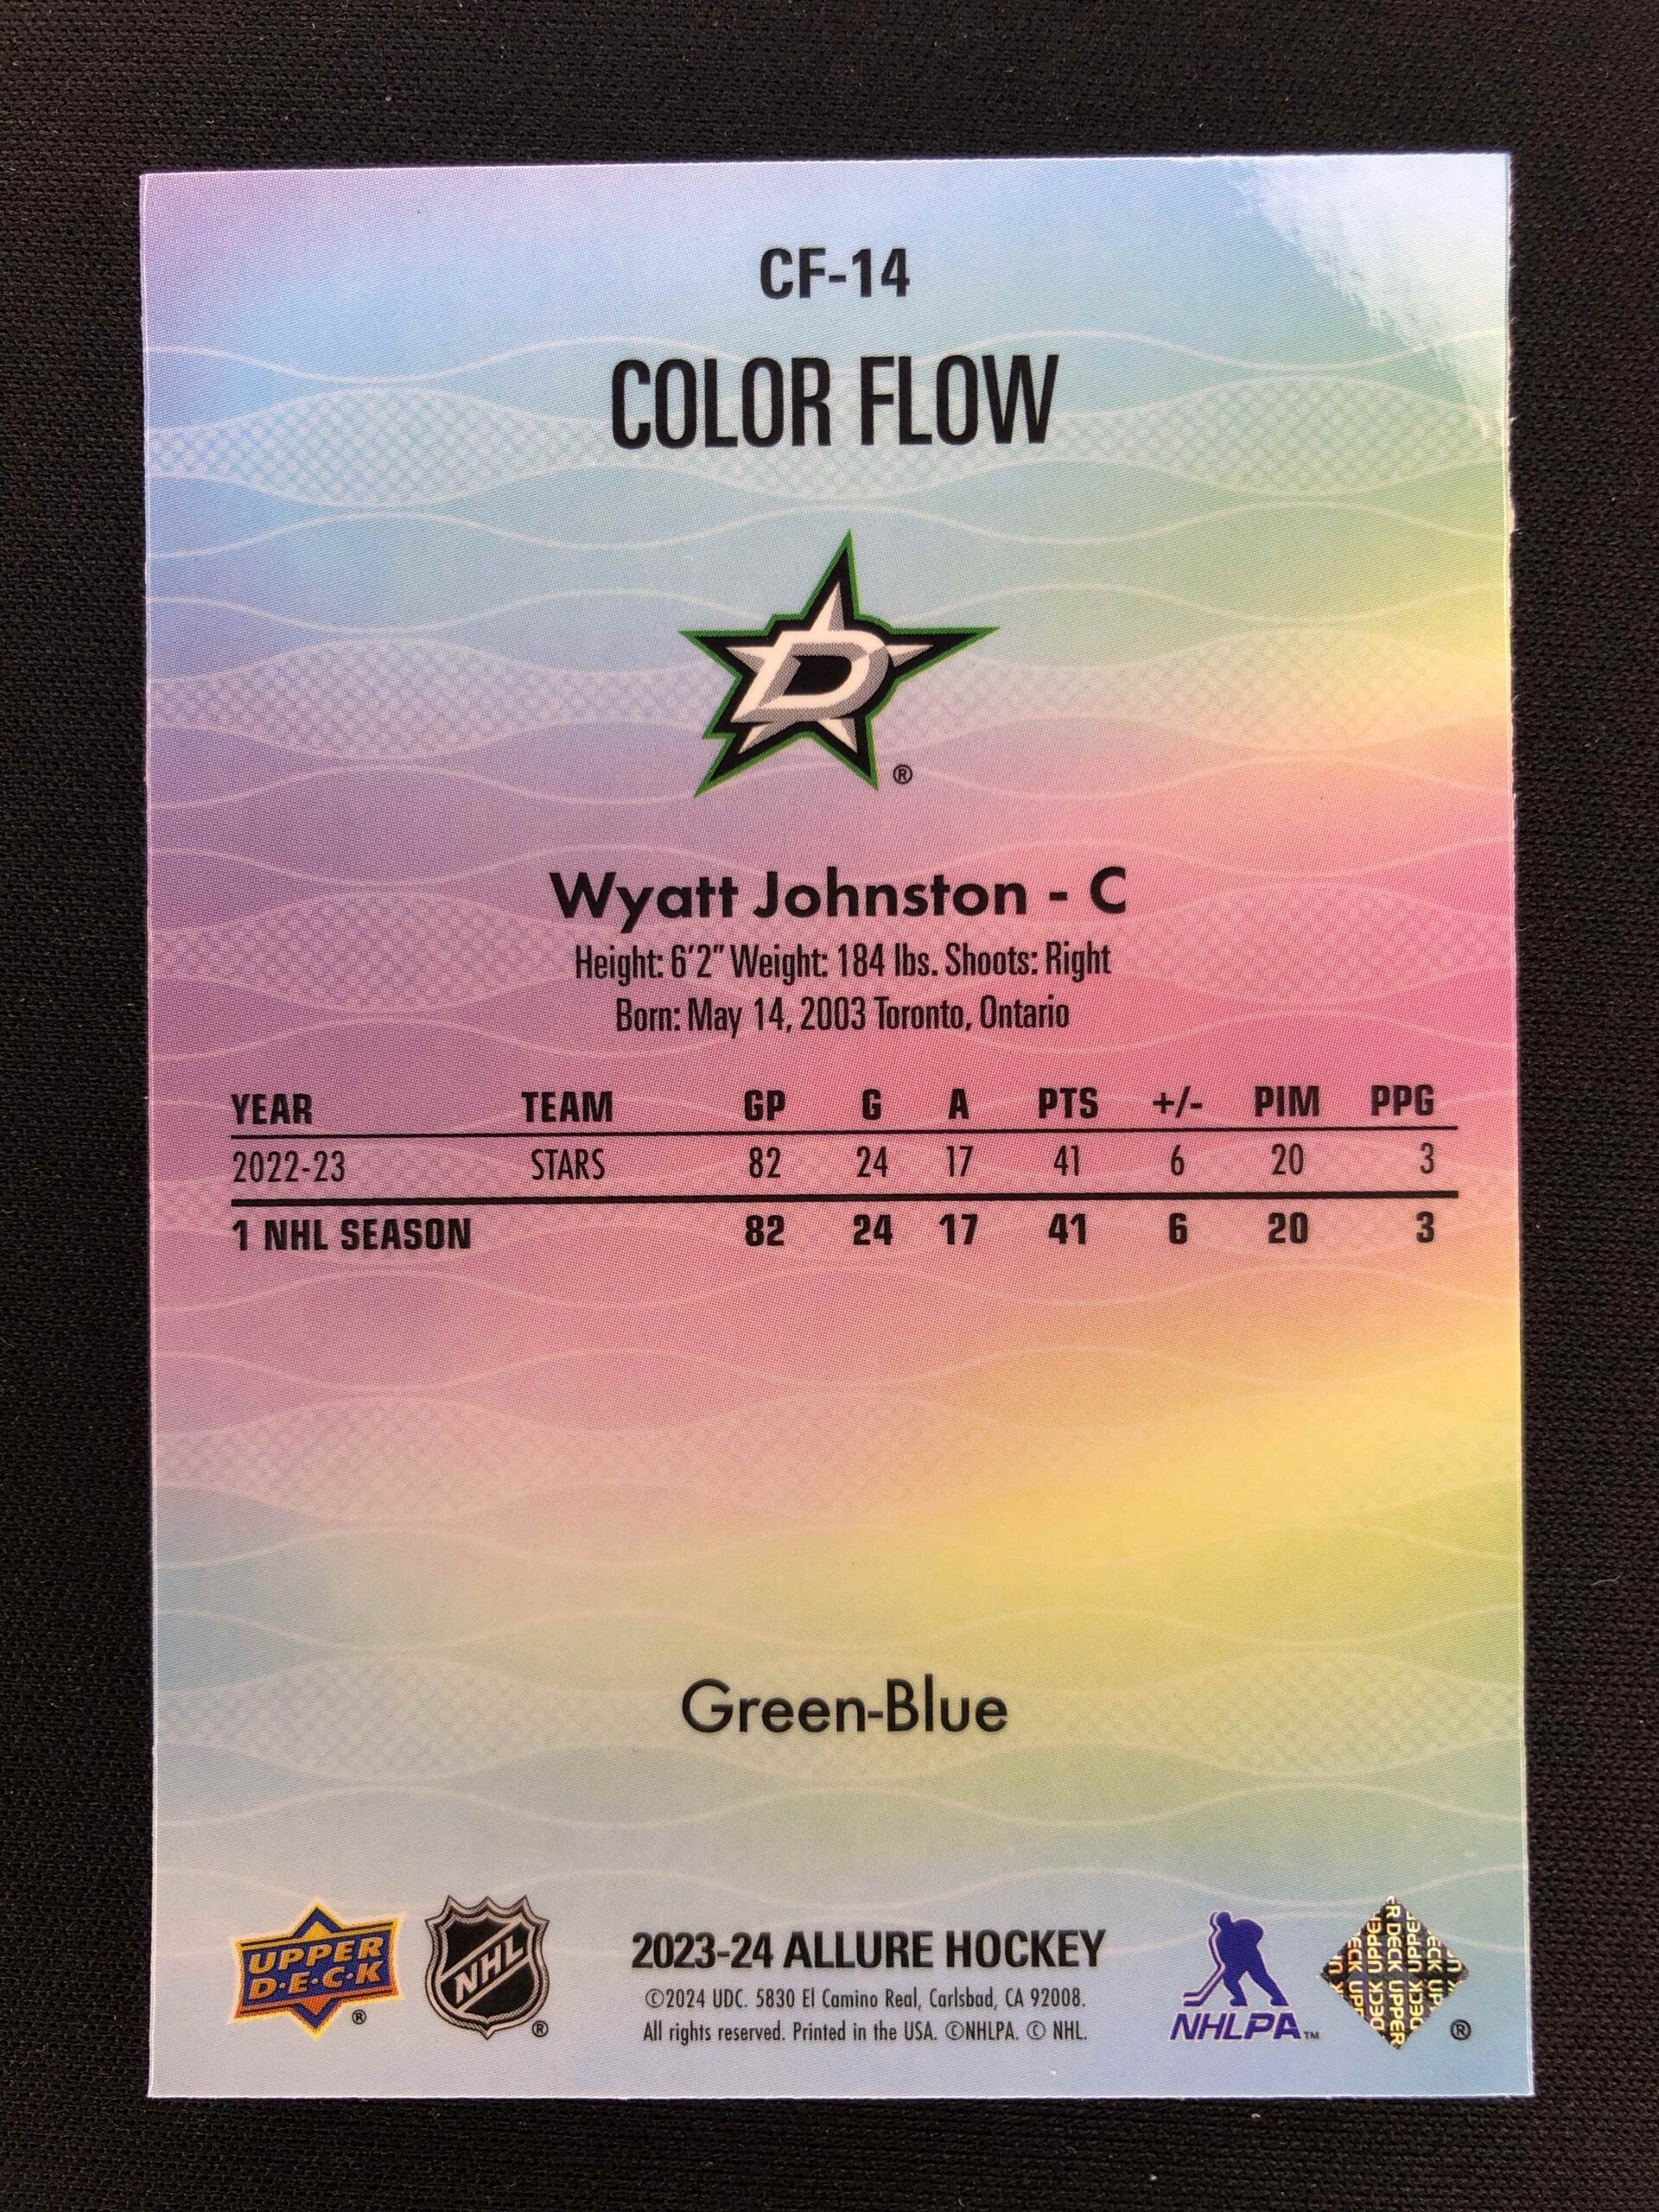 CF-14
COLOR FLOW
D
®
Wyatt Johnston - C
Height: 6'2" Weight: 184 lbs. Shoots: Right
Born: May 14, 2003 Toronto, Ontario
YEAR TEAM GP G A PTS +/- PIM PPG
2022-23 STARS 82 24 17 41 6 20 3
1 NHL SEASON 82 24 17 41 6 20 3
Green-Blue
UPPER
D·E·C·K
®
NHL
®
2023-24 ALLURE HOCKEY
©2024 UDC. 5830 El Camino Real, Carlsbad, CA 92008.
All rights reserved. Printed in the USA. ©NHLPA. © NHL.
NHLPA™
UPPER DECK
®